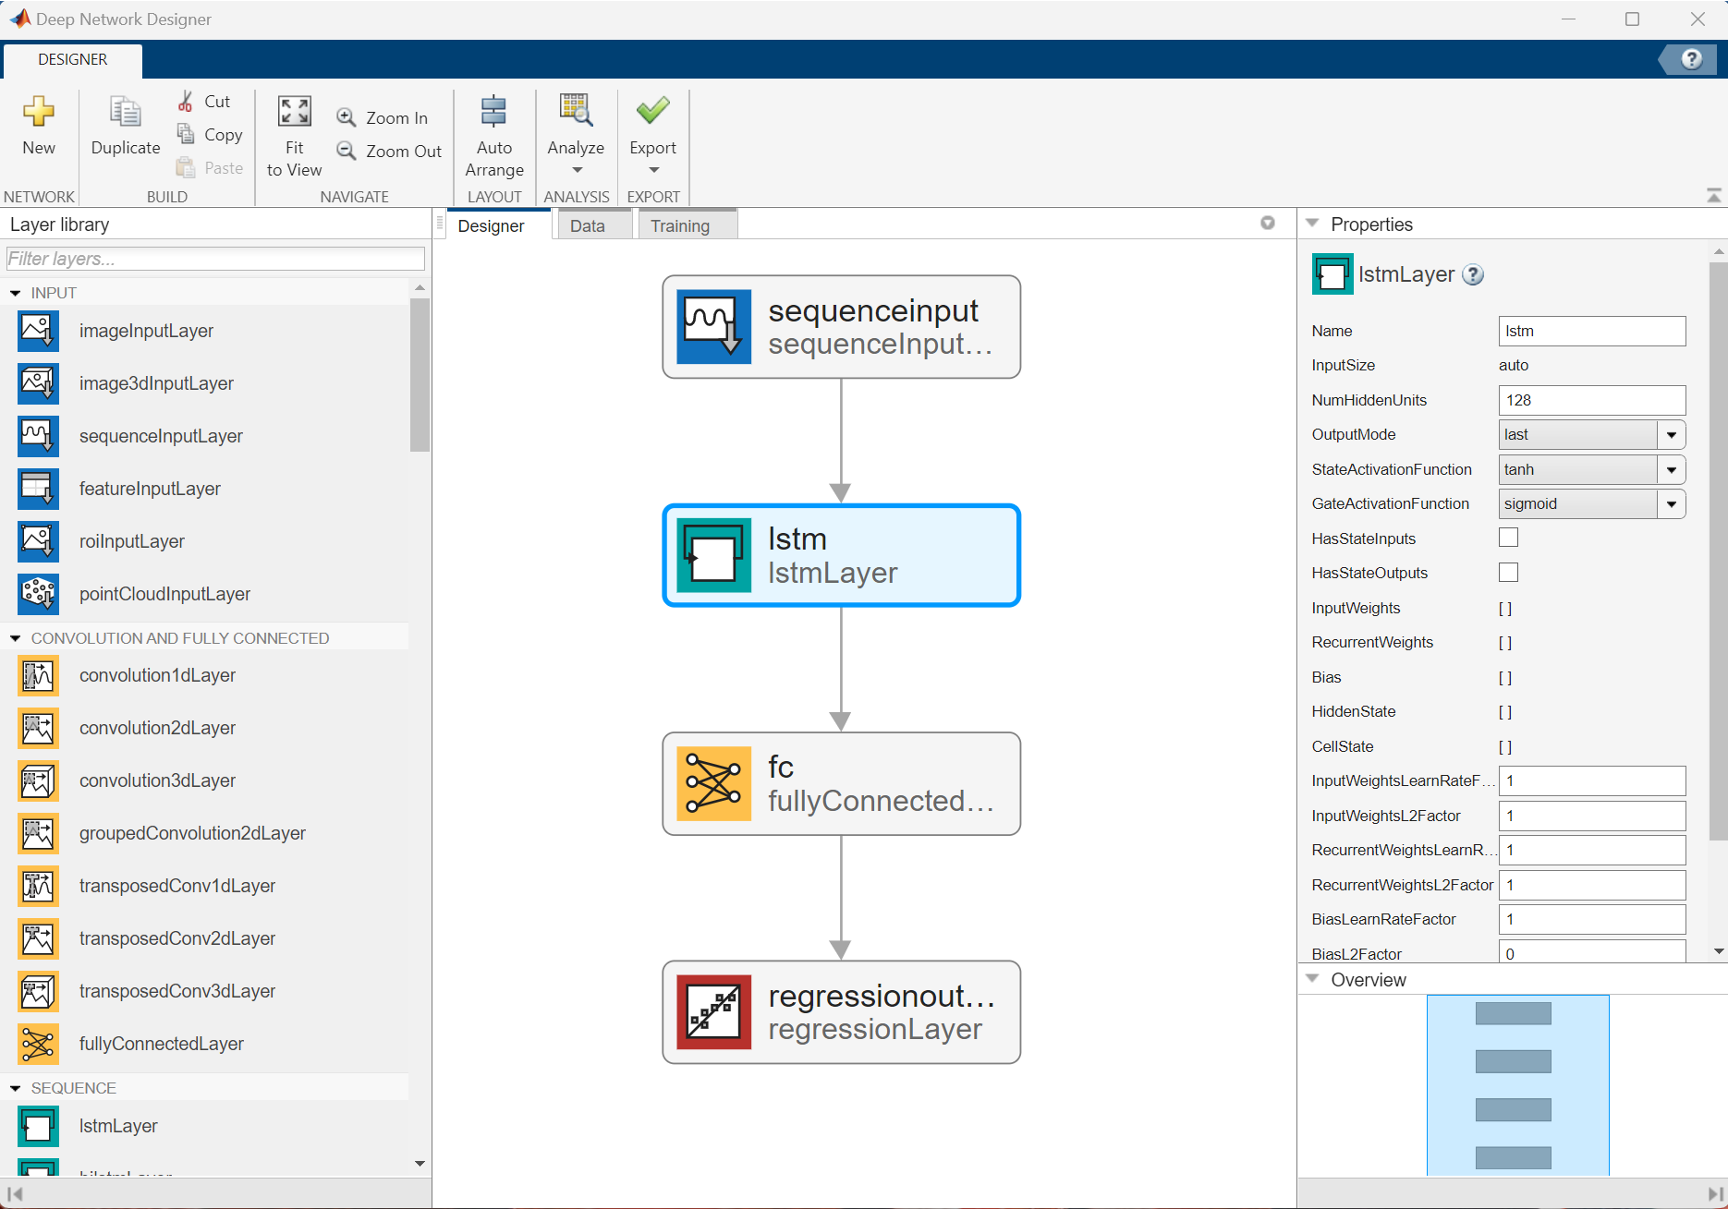 Deep Network Designer
DESIGNER
?
New
Duplicate
Cut
Copy
Paste
Fit
to View
Zoom In
Zoom Out
Auto
Arrange
Analyze
Export
NETWORK
BUILD
NAVIGATE
LAYOUT
ANALYSIS
EXPORT
Layer library
Filter layers...
INPUT
imageInputLayer
image3dInputLayer
sequenceInputLayer
featureInputLayer
roiInputLayer
pointCloudInputLayer
CONVOLUTION AND FULLY CONNECTED
convolution1dLayer
convolution2dLayer
convolution3dLayer
groupedConvolution2dLayer
transposedConv1dLayer
transposedConv2dLayer
transposedConv3dLayer
fullyConnectedLayer
SEQUENCE
lstmLayer
bilstmLayer
Designer
Data
Training
sequenceinput
sequenceInput...
lstm
lstmLayer
fc
fullyConnected...
regressionout...
regressionLayer
Properties
lstmLayer ?
Name lstm
InputSize auto
NumHiddenUnits 128
OutputMode last
StateActivationFunction tanh
GateActivationFunction sigmoid
HasStateInputs
HasStateOutputs
InputWeights [ ]
RecurrentWeights [ ]
Bias [ ]
HiddenState [ ]
CellState [ ]
InputWeightsLearnRateF... 1
InputWeightsL2Factor 1
RecurrentWeightsLearnR... 1
RecurrentWeightsL2Factor 1
BiasLearnRateFactor 1
BiasL2Factor 0
Overview